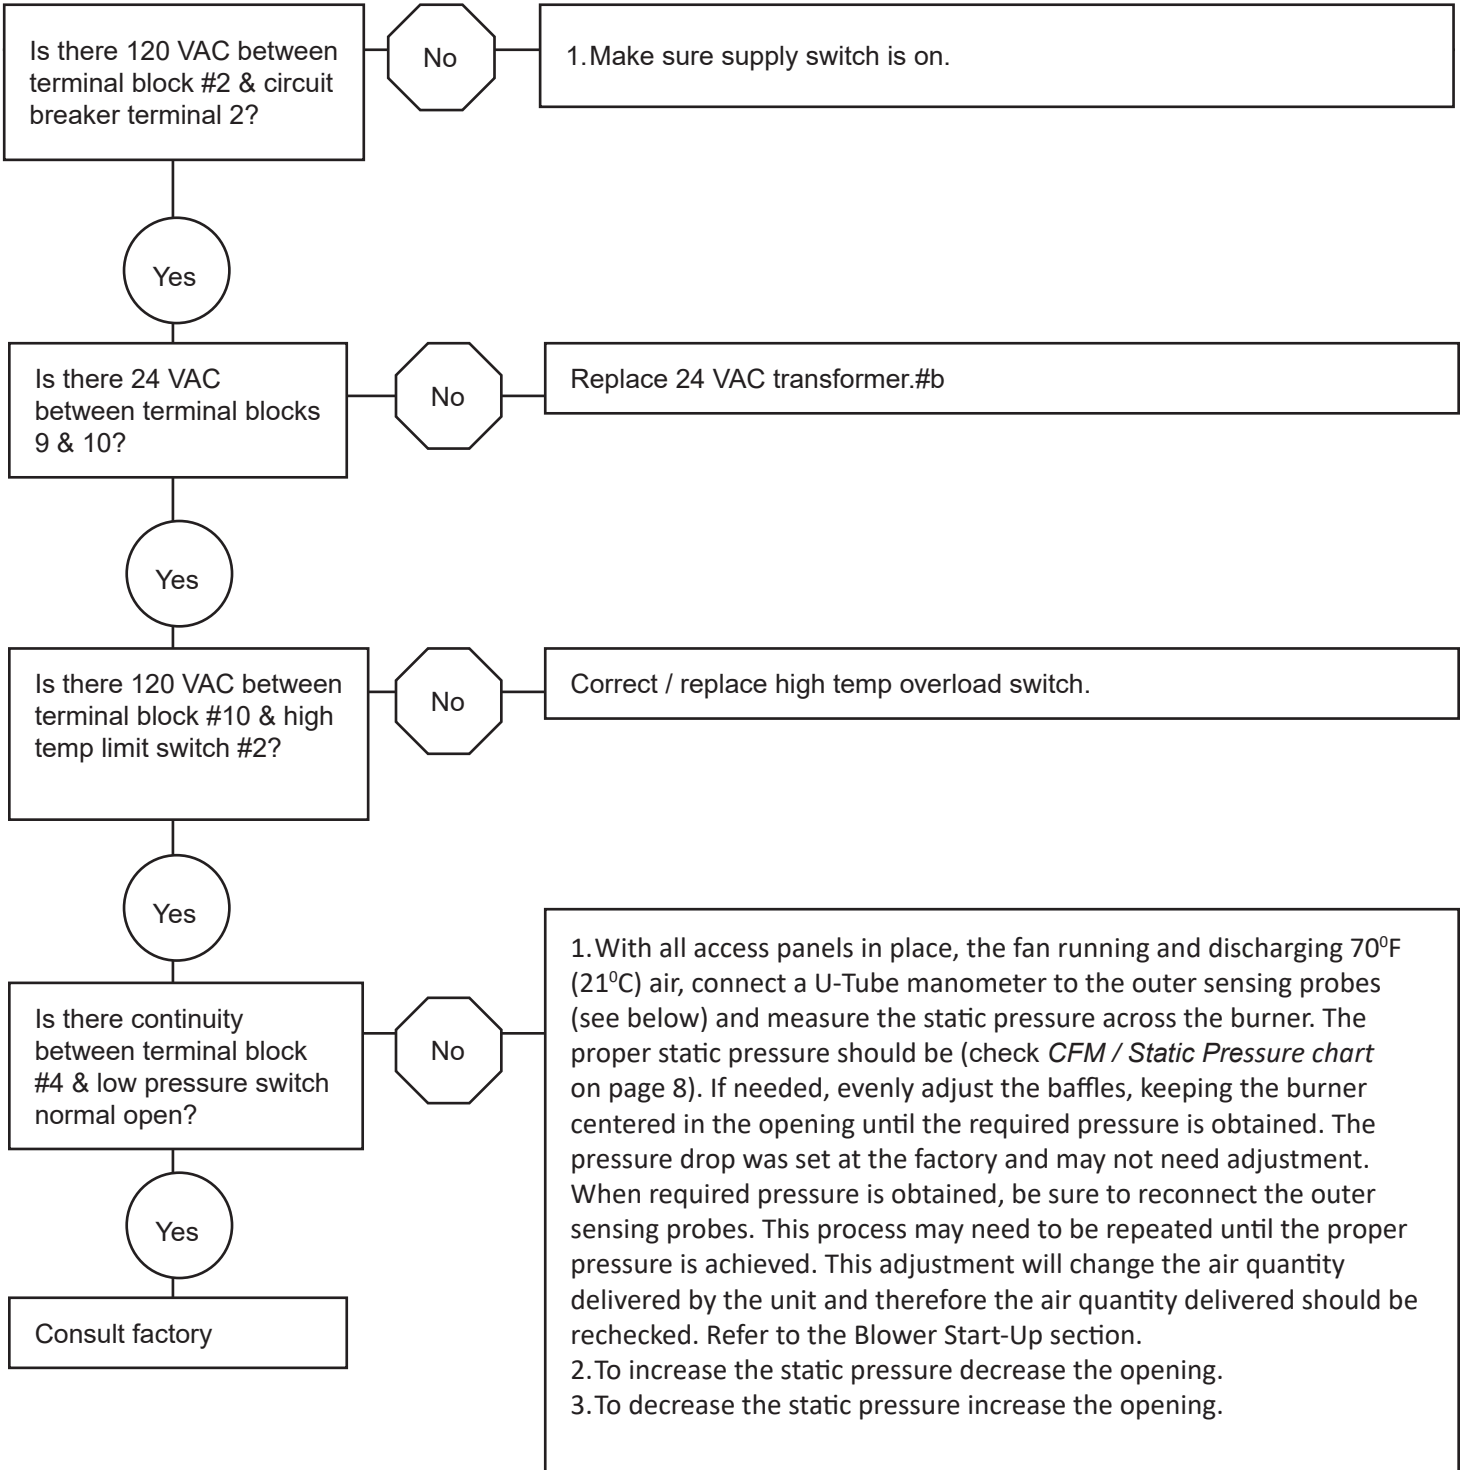 Is there 120 VAC between
terminal block #2 & circuit
breaker terminal 2?
No
1.Make sure supply switch is on.
Yes
Is there 24 VAC
between terminal blocks
9 & 10?
No
Replace 24 VAC transformer.#b
Yes
Is there 120 VAC between
terminal block #10 & high
temp limit switch #2?
No
Correct / replace high temp overload switch.
Yes
Is there continuity
between terminal block
#4 & low pressure switch
normal open?
No
1.With all access panels in place, the fan running and discharging 70⁰F
(21⁰C) air, connect a U-Tube manometer to the outer sensing probes
(see below) and measure the static pressure across the burner. The
proper static pressure should be (check CFM / Static Pressure chart
on page 8). If needed, evenly adjust the baffles, keeping the burner
centered in the opening until the required pressure is obtained. The
pressure drop was set at the factory and may not need adjustment.
When required pressure is obtained, be sure to reconnect the outer
sensing probes. This process may need to be repeated until the proper
pressure is achieved. This adjustment will change the air quantity
delivered by the unit and therefore the air quantity delivered should be
rechecked. Refer to the Blower Start-Up section.
2.To increase the static pressure decrease the opening.
3.To decrease the static pressure increase the opening.
Yes
Consult factory